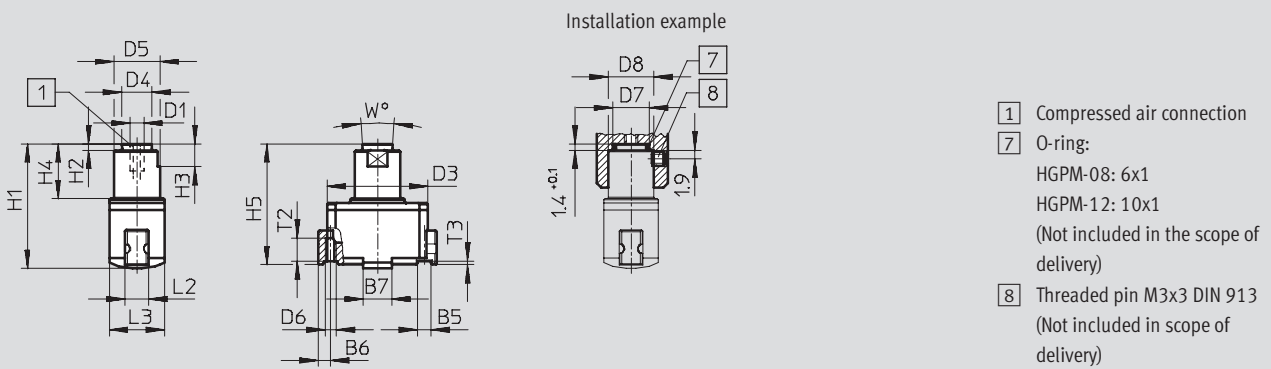 Installation example
D5
D4
1
D1
H1
H4
H2
H3
L2
L3
W°
D3
H5
T2
T3
B7
D6
B5
B6
7
D8
8
D7
1.4 +0.1
1.9
1 Compressed air connection
7 O-ring:
HGPM-08: 6x1
HGPM-12: 10x1
(Not included in the scope of
delivery)
8 Threaded pin M3x3 DIN 913
(Not included in scope of
delivery)